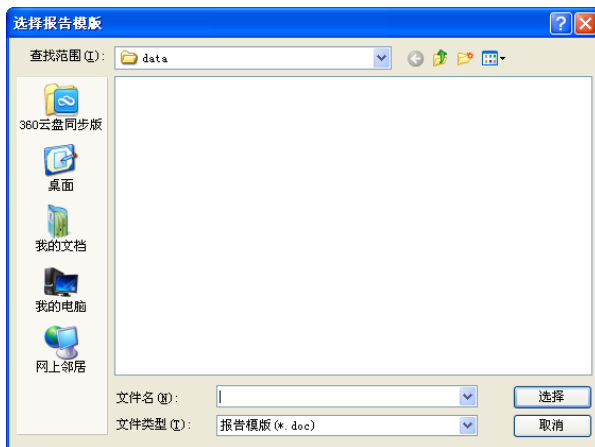 选择报告模版
查找范围(I):
data
360云盘同步版
桌面
我的文档
我的电脑
网上邻居
文件名(N):
选择
文件类型(T):
报告模版(*.doc)
取消